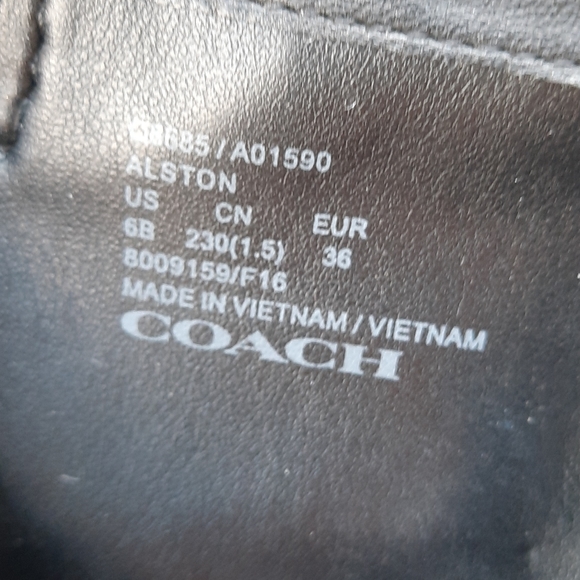 / A01590
ALSTON
US CN EUR
6B 230(1.5) 36
8009159/F16
MADE IN VIETNAM / VIETNAM
COACH